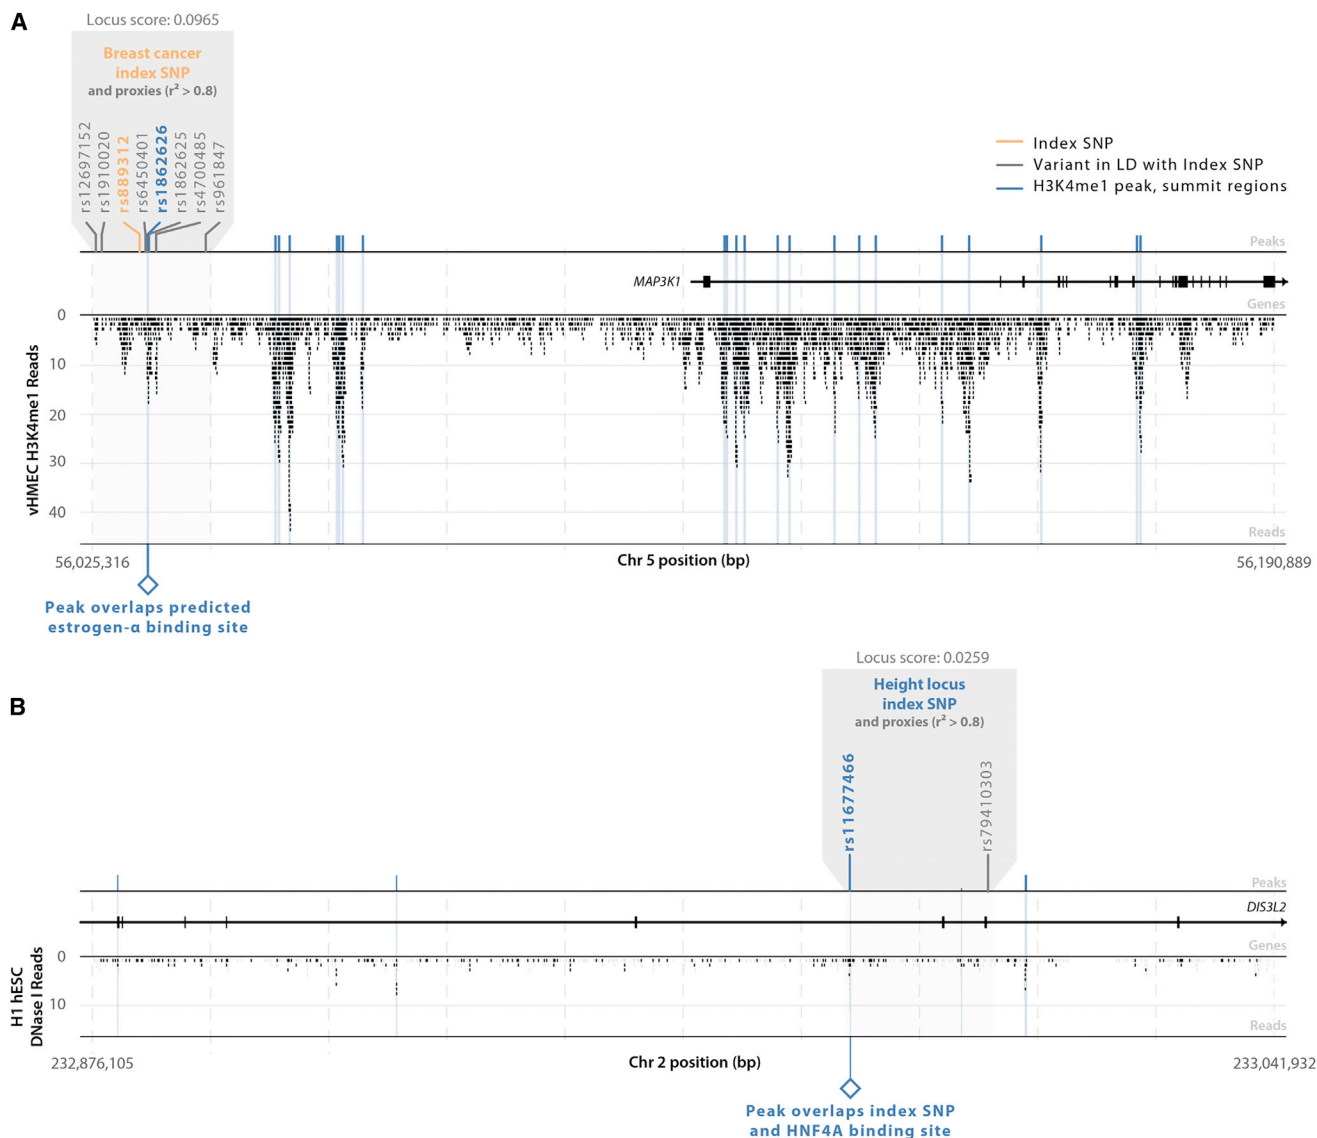 A
Locus score: 0.0965
Breast cancer
index SNP
and proxies (r² > 0.8)
rs12697152
rs1910020
rs889312
rs6450401
rs1862626
rs1862625
rs4700485
rs961847
Index SNP
Variant in LD with Index SNP
H3K4me1 peak, summit regions
Peaks
MAP3K1
Genes
vHMEC H3K4me1 Reads
0
10
20
30
40
Reads
56,025,316
Chr 5 position (bp)
56,190,889
Peak overlaps predicted
estrogen-α binding site
B
Locus score: 0.0259
Height locus
index SNP
and proxies (r² > 0.8)
rs11677466
rs79410303
Peaks
DIS3L2
Genes
H1 hESC
DNase I Reads
0
10
Reads
232,876,105
Chr 2 position (bp)
233,041,932
Peak overlaps index SNP
and HNF4A binding site